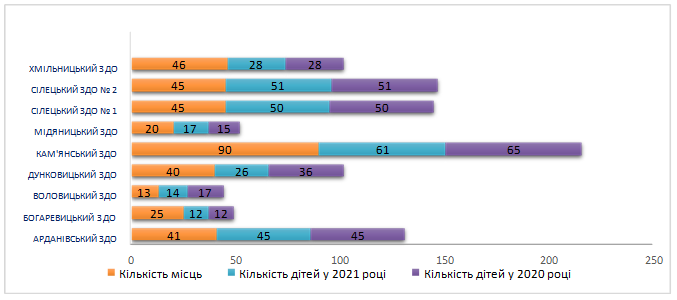 0 50 100 150 200 250
ХМІЛЬНИЦЬКИЙ ЗДО 46 28 28
СІЛЕЦЬКИЙ ЗДО № 2 45 51 51
СІЛЕЦЬКИЙ ЗДО № 1 45 50 50
МІДЯНИЦЬКИЙ ЗДО 20 17 15
КАМ'ЯНСЬКИЙ ЗДО 90 61 65
ДУНКОВИЦЬКИЙ ЗДО 40 26 36
ВОЛОВИЦЬКИЙ ЗДО 13 14 17
БОГАРЕВИЦЬКИЙ ЗДО 25 12 12
АРДАНІВСЬКИЙ ЗДО 41 45 45
Кількість місць Кількість дітей у 2021 році Кількість дітей у 2020 році